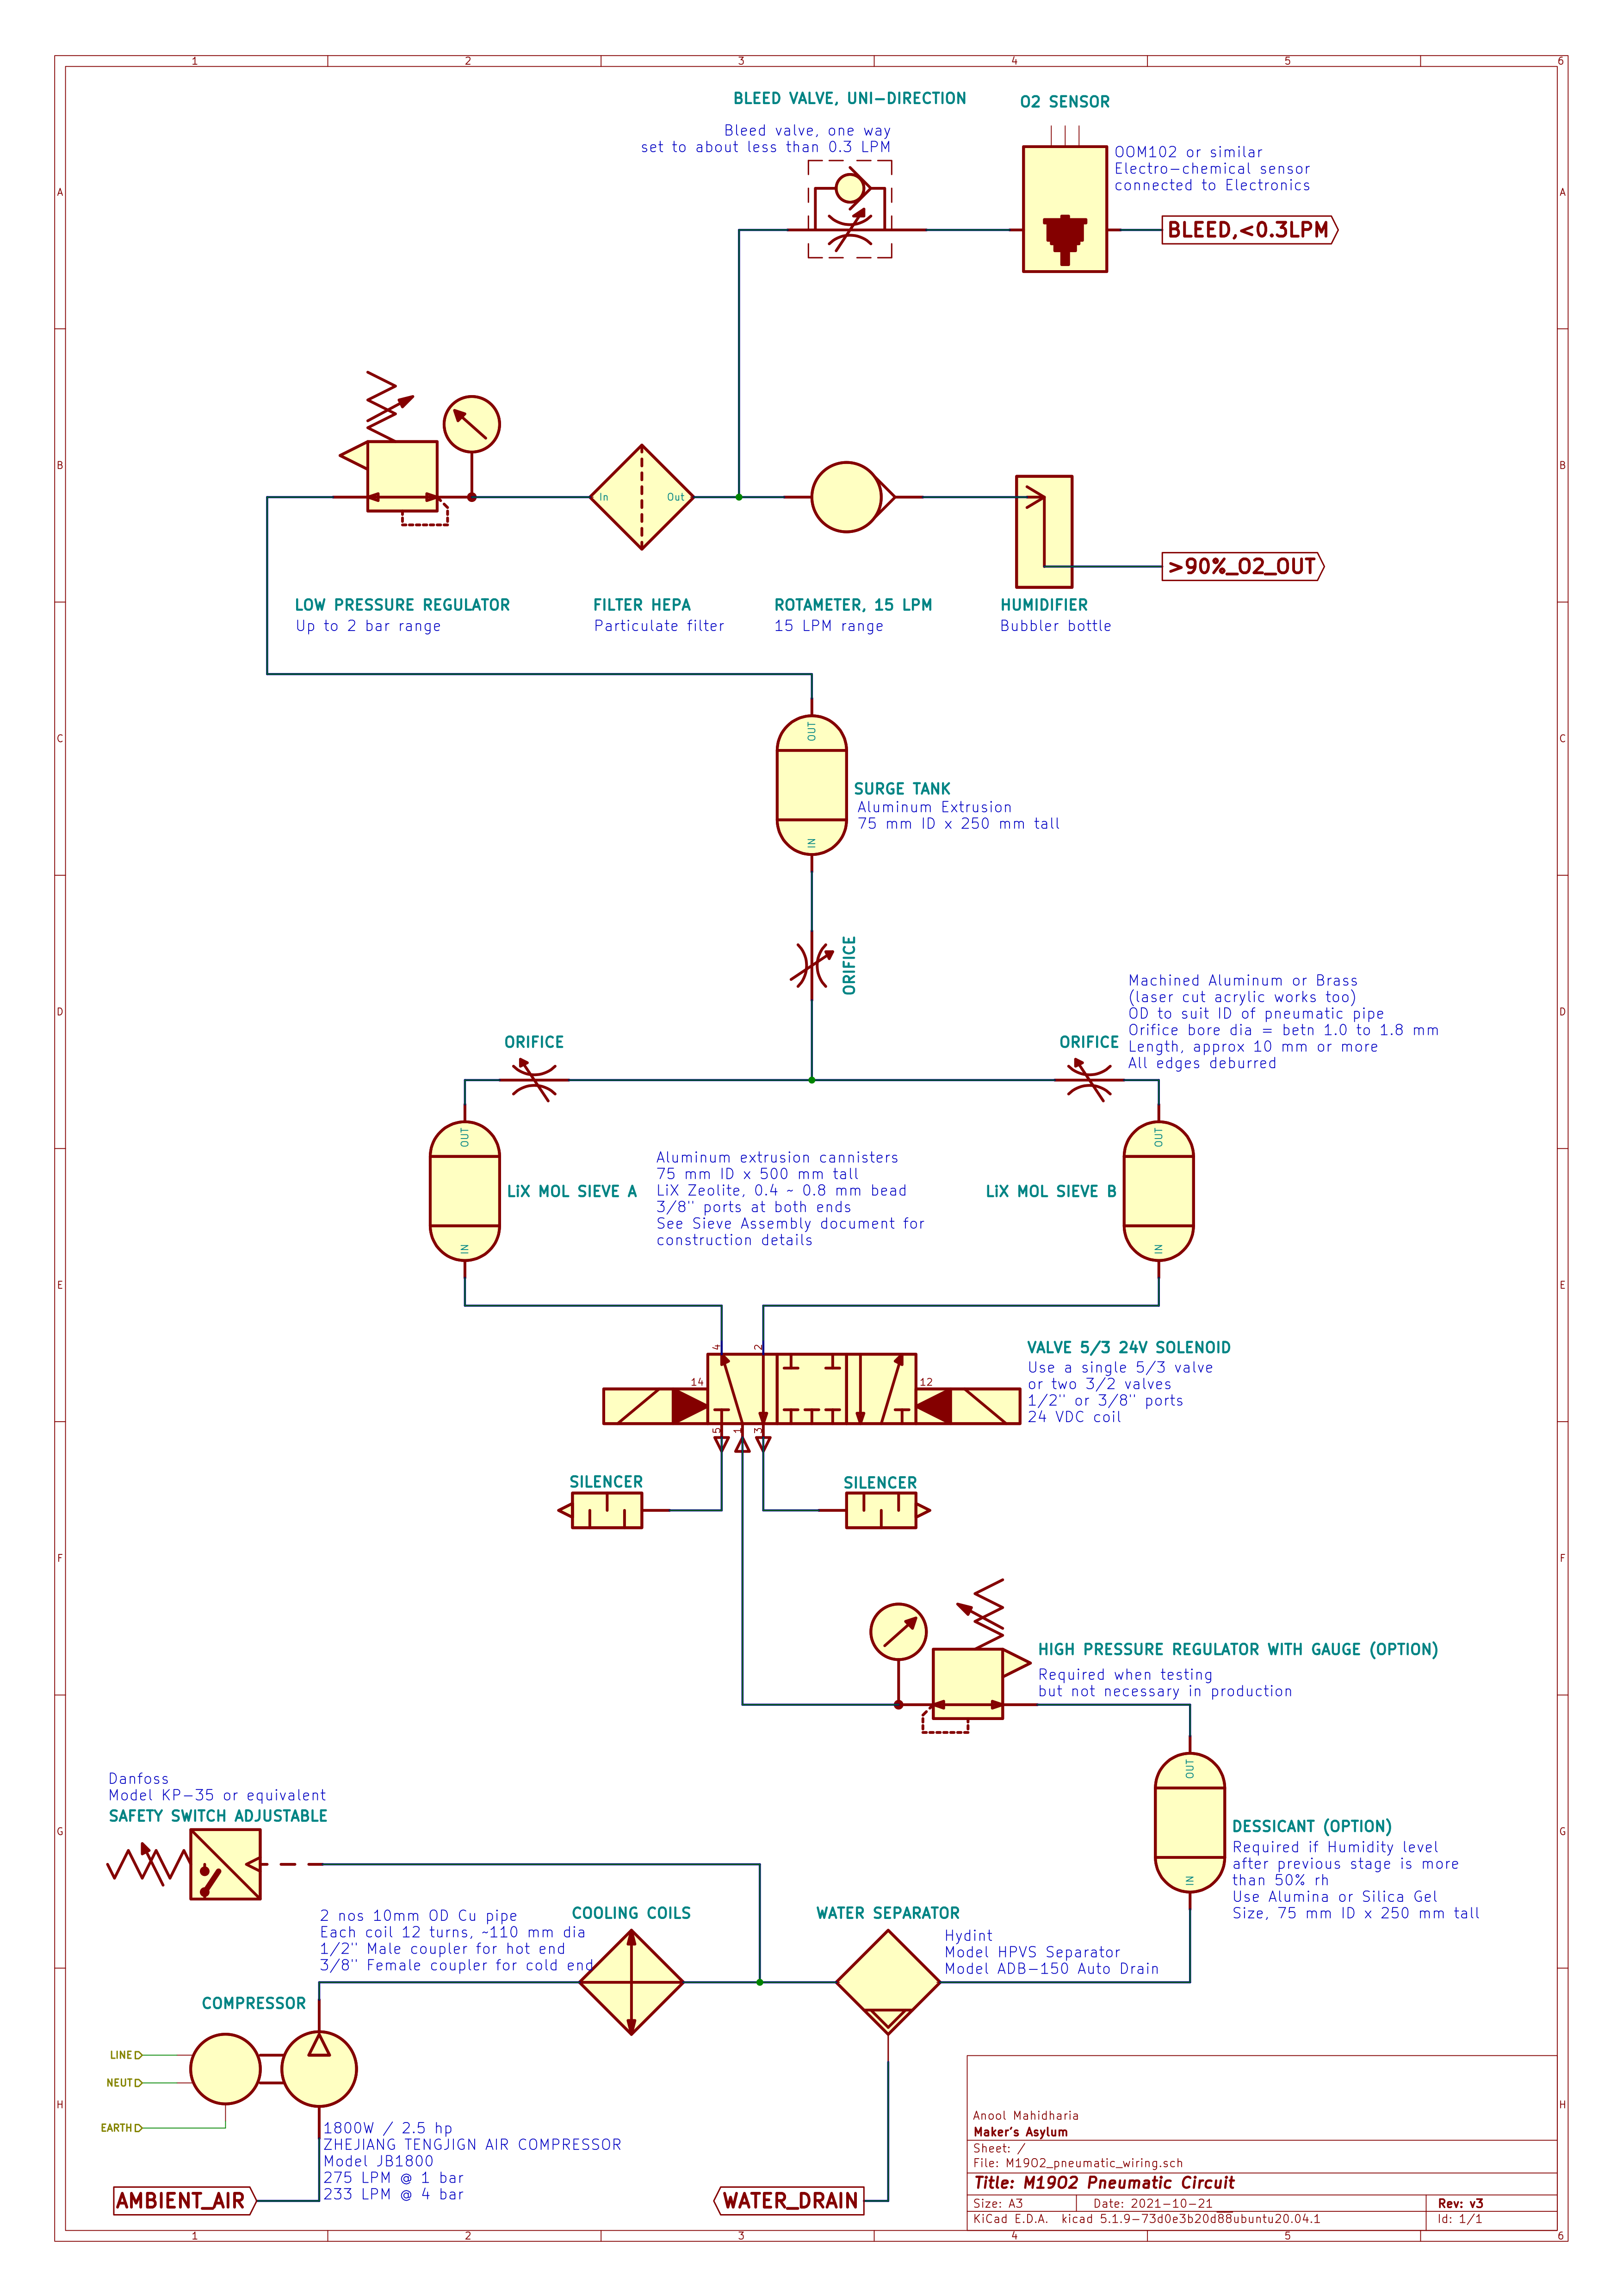 1 2 3 4 5 6
A
BLEED VALVE, UNI-DIRECTION
Bleed valve, one way
set to about less than 0.3 LPM
O2 SENSOR
OOM102 or similar
Electro-chemical sensor
connected to Electronics
BLEED,<0.3LPM
A
B
In Out
>90%_O2_OUT
LOW PRESSURE REGULATOR
Up to 2 bar range
FILTER HEPA
Particulate filter
ROTAMETER, 15 LPM
15 LPM range
HUMIDIFIER
Bubbler bottle
B
C
OUT
IN
SURGE TANK
Aluminum Extrusion
75 mm ID x 250 mm tall
C
D
ORIFICE
ORIFICE
ORIFICE
Machined Aluminum or Brass
(laser cut acrylic works too)
OD to suit ID of pneumatic pipe
Orifice bore dia = betn 1.0 to 1.8 mm
Length, approx 10 mm or more
All edges deburred
D
E
OUT
IN
LiX MOL SIEVE A
Aluminum extrusion cannisters
75 mm ID x 500 mm tall
LiX Zeolite, 0.4 ~ 0.8 mm bead
3/8" ports at both ends
See Sieve Assembly document for
construction details
LiX MOL SIEVE B
OUT
IN
E
4 2
14 12
5 1 3
VALVE 5/3 24V SOLENOID
Use a single 5/3 valve
or two 3/2 valves
1/2" or 3/8" ports
24 VDC coil
SILENCER
SILENCER
F
F
HIGH PRESSURE REGULATOR WITH GAUGE (OPTION)
Required when testing
but not necessary in production
G
Danfoss
Model KP-35 or equivalent
SAFETY SWITCH ADJUSTABLE
OUT
IN
DESSICANT (OPTION)
Required if Humidity level
after previous stage is more
than 50% rh
Use Alumina or Silica Gel
Size, 75 mm ID x 250 mm tall
G
2 nos 10mm OD Cu pipe
Each coil 12 turns, ~110 mm dia
1/2" Male coupler for hot end
3/8" Female coupler for cold end
COOLING COILS
WATER SEPARATOR
Hydint
Model HPVS Separator
Model ADB-150 Auto Drain
H
COMPRESSOR
LINE
NEUT
EARTH
1800W / 2.5 hp
ZHEJIANG TENGJIGN AIR COMPRESSOR
Model JB1800
275 LPM @ 1 bar
233 LPM @ 4 bar
AMBIENT_AIR
WATER_DRAIN
H
Anool Mahidharia
Maker's Asylum
Sheet: /
File: M1902_pneumatic_wiring.sch
Title: M1902 Pneumatic Circuit
Size: A3 Date: 2021-10-21 Rev: v3
KiCad E.D.A. kicad 5.1.9-73d0e3b20d88ubuntu20.04.1 Id: 1/1
1 2 3 4 5 6